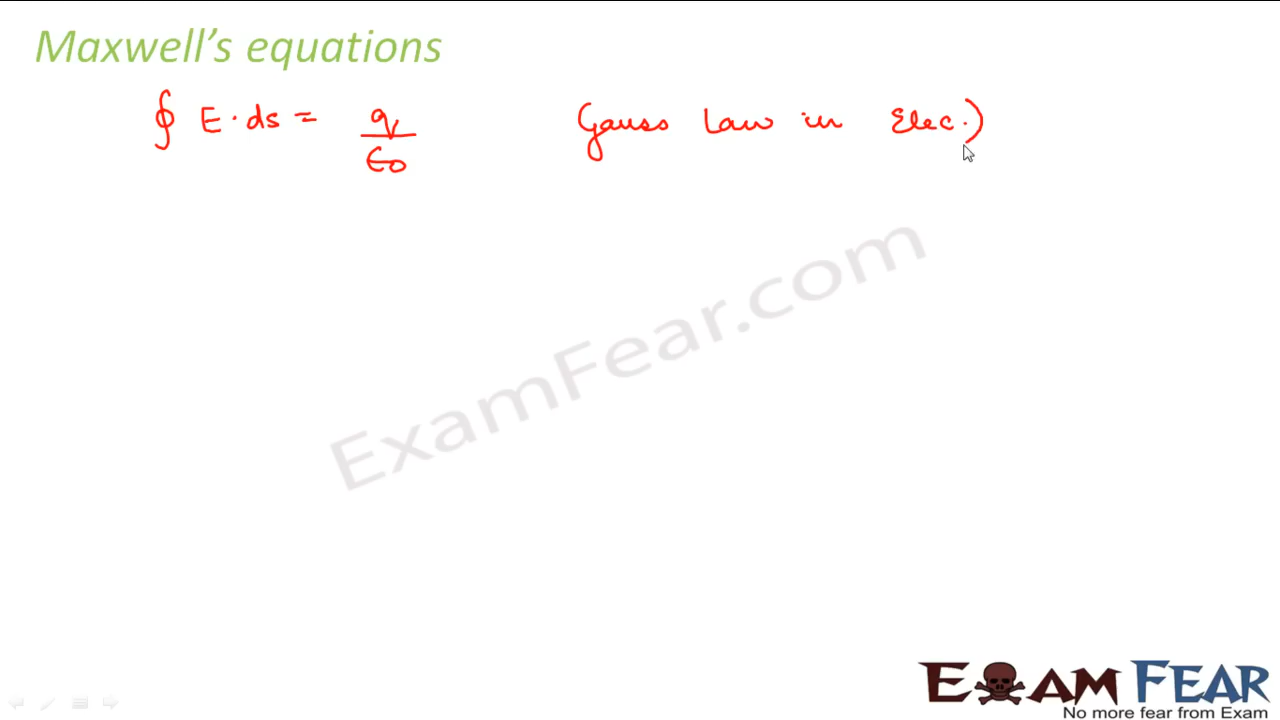 Maxwell's equations
∮ E · ds = q/ε0 (Gauss Law in Elec.)
ExamFear.com
EXAM FEAR
No more fear from Exam